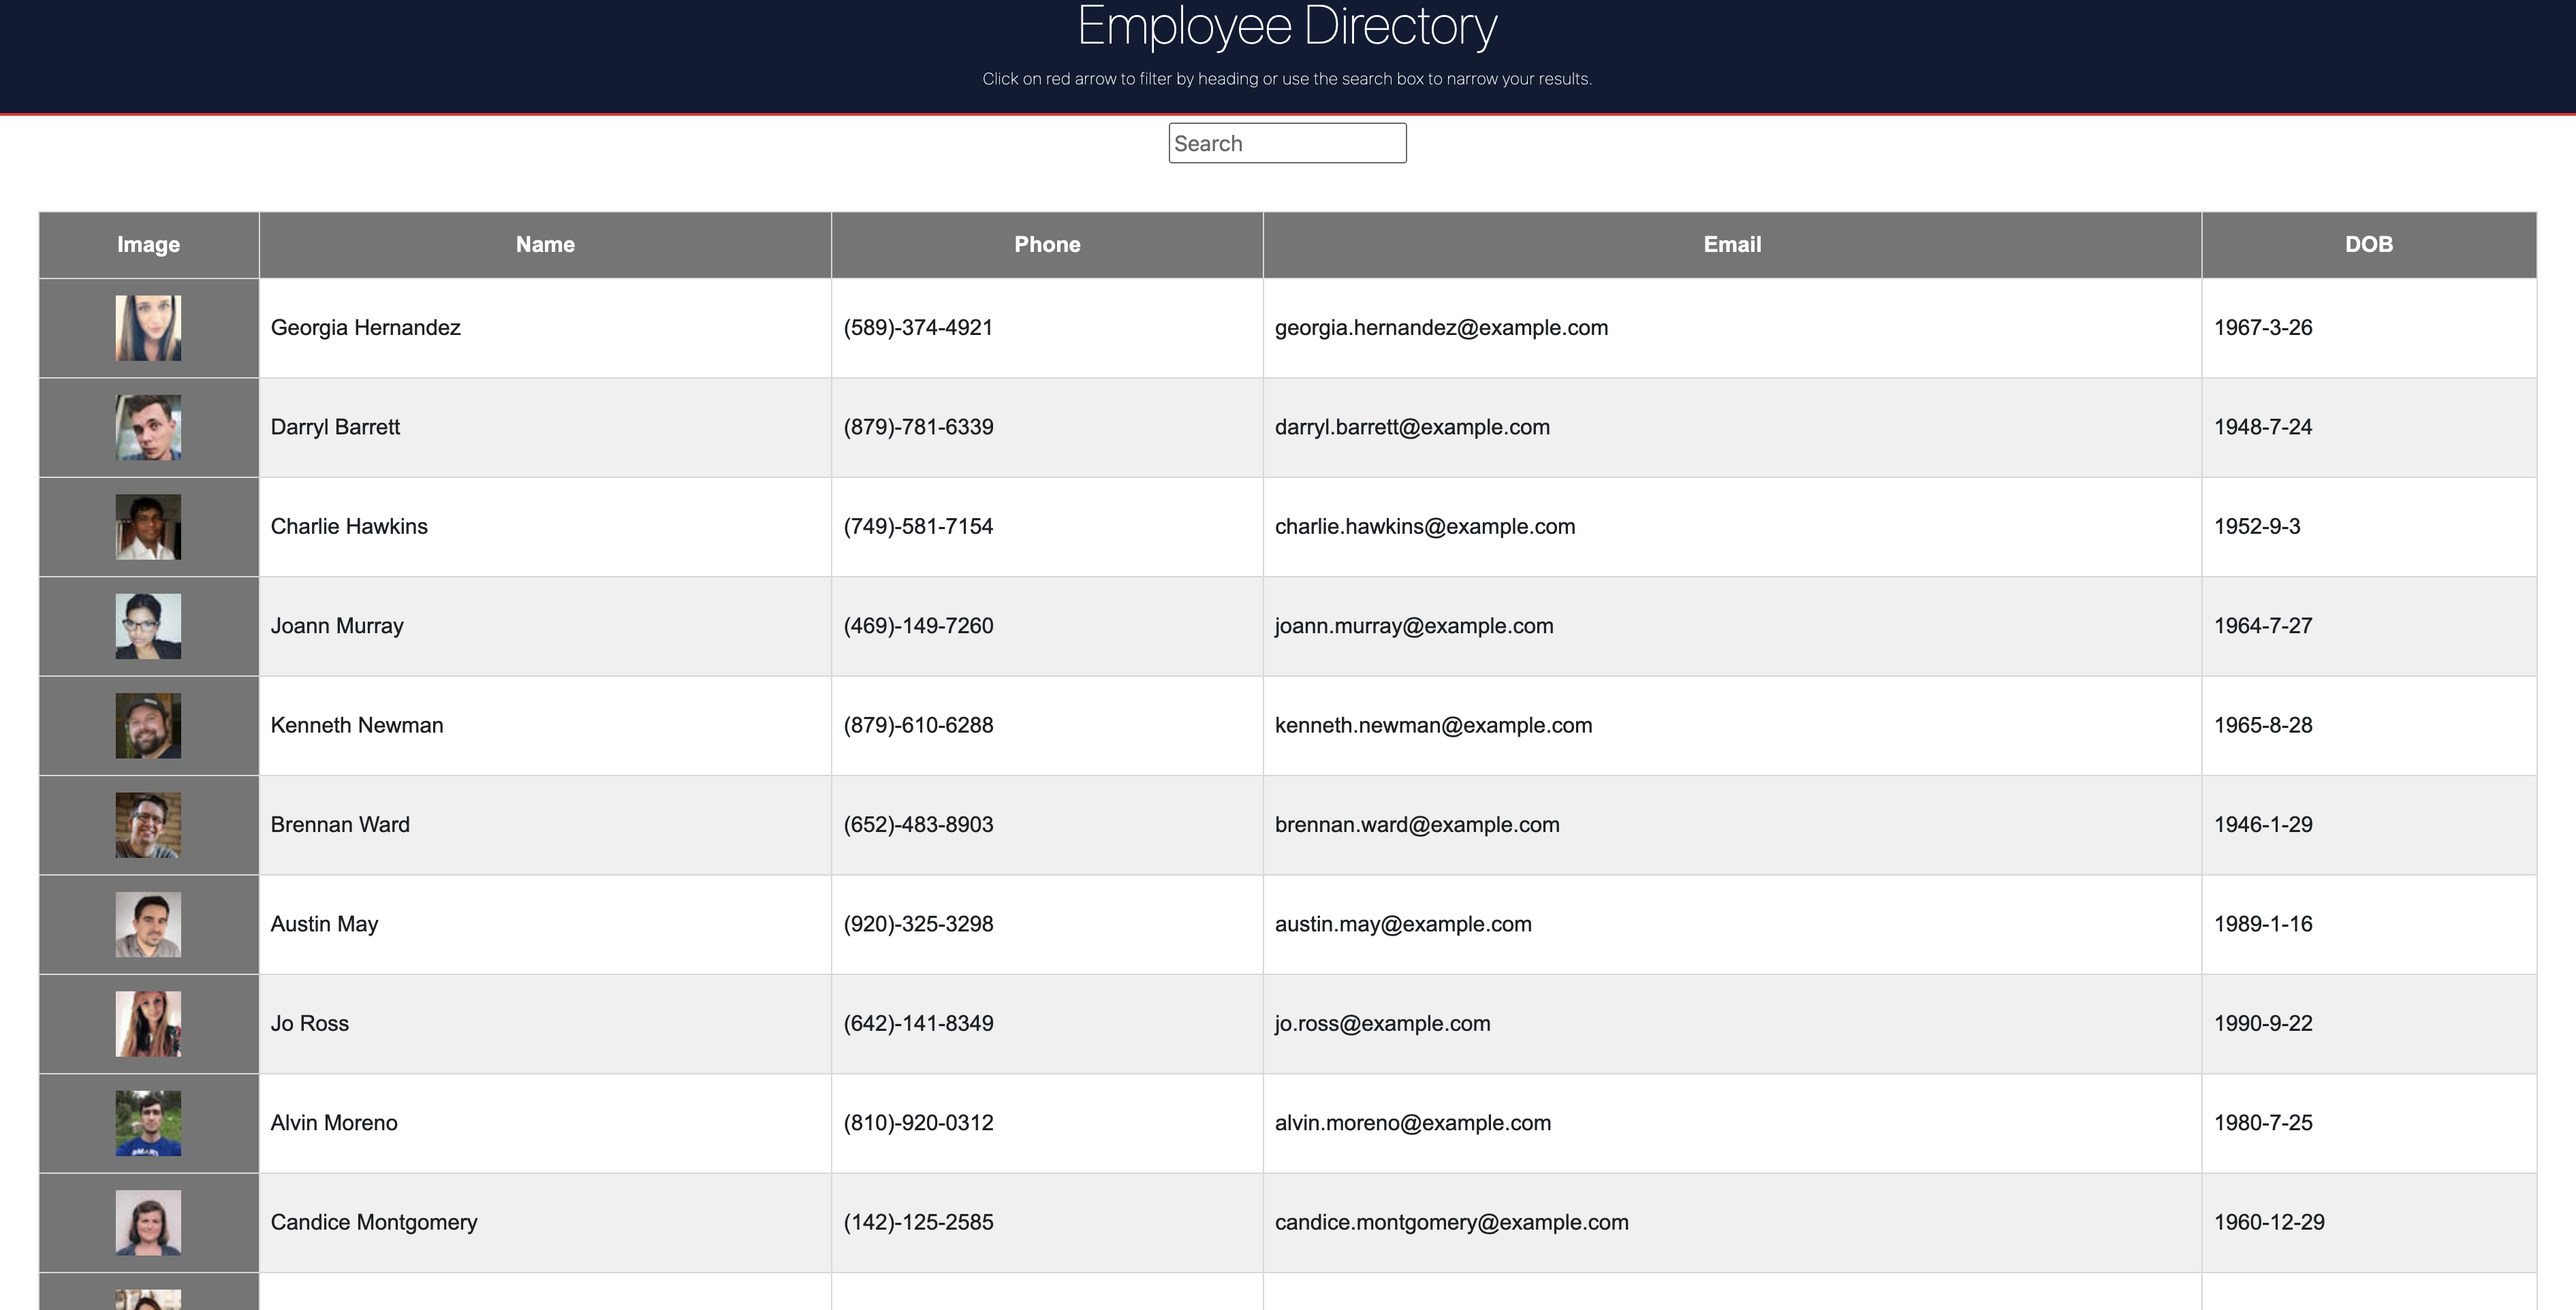 Employee Directory
Click on red arrow to filter by heading or use the search box to narrow your results.
Search
Image Name Phone Email DOB
Georgia Hernandez (589)-374-4921 georgia.hernandez@example.com 1967-3-26
Darryl Barrett (879)-781-6339 darryl.barrett@example.com 1948-7-24
Charlie Hawkins (749)-581-7154 charlie.hawkins@example.com 1952-9-3
Joann Murray (469)-149-7260 joann.murray@example.com 1964-7-27
Kenneth Newman (879)-610-6288 kenneth.newman@example.com 1965-8-28
Brennan Ward (652)-483-8903 brennan.ward@example.com 1946-1-29
Austin May (920)-325-3298 austin.may@example.com 1989-1-16
Jo Ross (642)-141-8349 jo.ross@example.com 1990-9-22
Alvin Moreno (810)-920-0312 alvin.moreno@example.com 1980-7-25
Candice Montgomery (142)-125-2585 candice.montgomery@example.com 1960-12-29